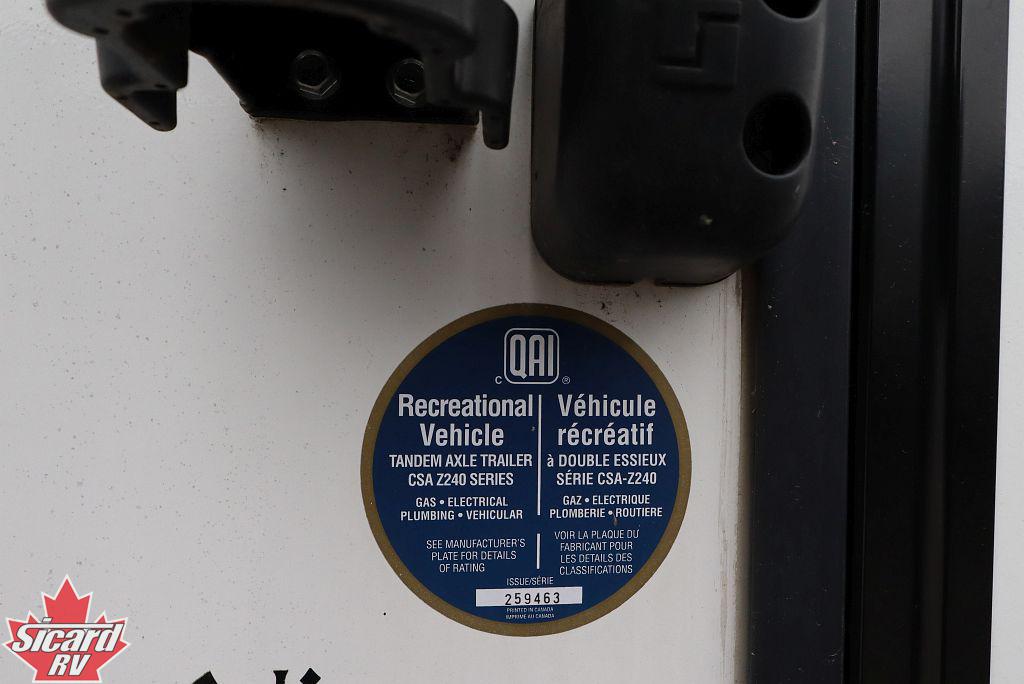 c QAI ®
Recreational
Vehicle
TANDEM AXLE TRAILER
CSA Z240 SERIES
GAS • ELECTRICAL
PLUMBING • VEHICULAR
SEE MANUFACTURER'S
PLATE FOR DETAILS
OF RATING
Véhicule
récréatif
à DOUBLE ESSIEUX
SÉRIE CSA-Z240
GAZ • ELECTRIQUE
PLOMBERIE • ROUTIERE
VOIR LA PLAQUE DU
FABRICANT POUR
LES DETAILS DES
CLASSIFICATIONS
ISSUE/SÉRIE
259463
PRINTED IN CANADA
IMPRIME AU CANADA
Sicard
RV